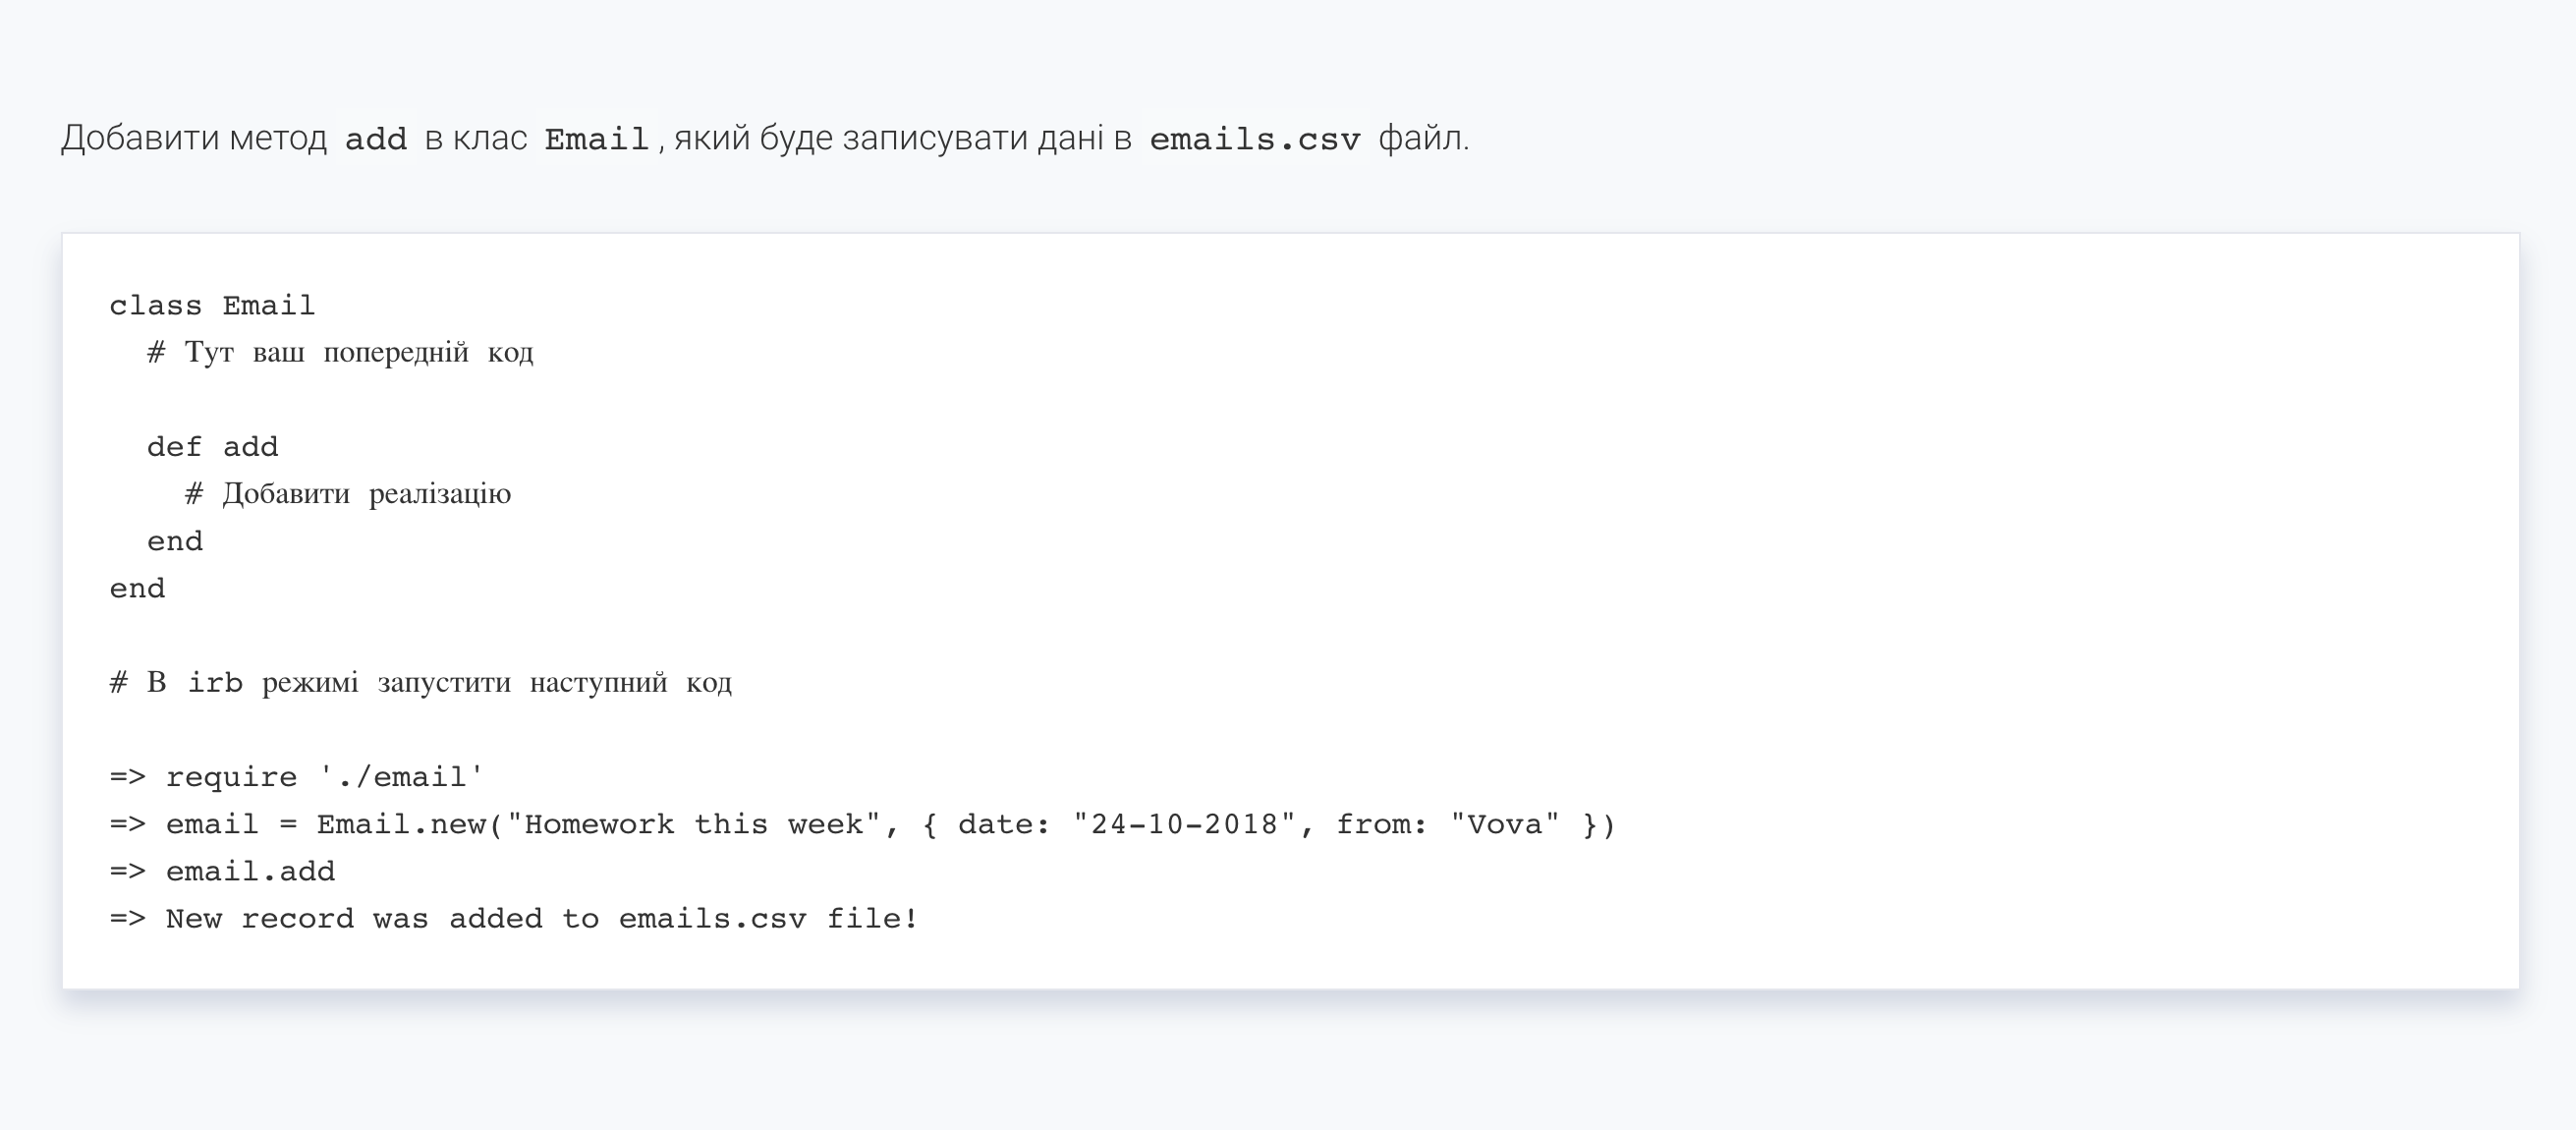 Добавити метод add в клас Email, який буде записувати дані в emails.csv файл.
class Email
  # Тут ваш попередній код
  def add
    # Добавити реалізацію
  end
end
# В irb режимі запустити наступний код
=> require './email'
=> email = Email.new("Homework this week", { date: "24-10-2018", from: "Vova" })
=> email.add
=> New record was added to emails.csv file!